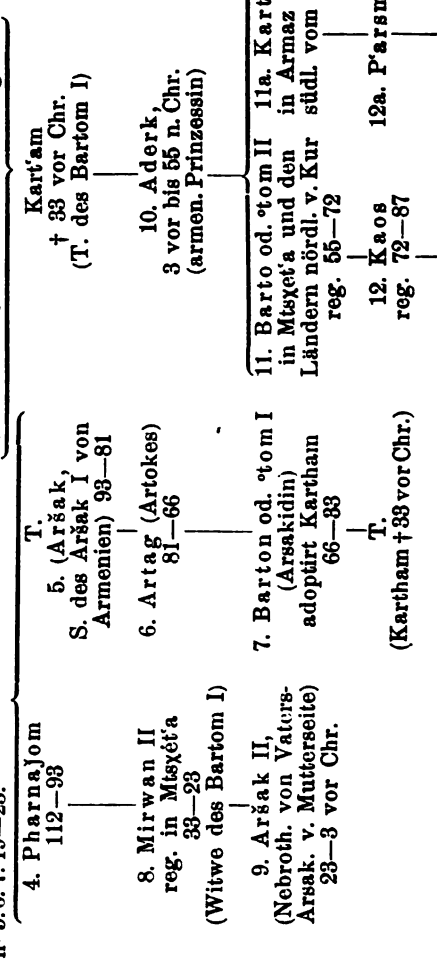 4. Pharnaǰom
112—93
8. Mirwan II
reg. in Mtsχét'a
33—23
(Witwe des Bartom I)
9. Aršak II,
(Nebroth. von Vaters-
Arsak. v. Mutterseite)
23—3 vor Chr.
T.
5. (Aršak,
S. des Aršak I von
Armenien) 93—81
6. Artag (Artokes)
81—66
7. Barton od. °tom I
(Arsakidin)
adoptirt Kartham
66—33
T.
(Kartham † 33 vor Chr.)
Kart'am
† 33 vor Chr.
(T. des Bartom I)
10. Aderk,
3 vor bis 55 n. Chr.
(armen. Prinzessin)
11. Barto od. °tom II
in Mtsχet'a und den
Ländern nördl. v. Kur
reg. 55—72
12. Kaos
reg. 72—87
11a. Kart
in Armaz
südl. vom
12a. P'arsm